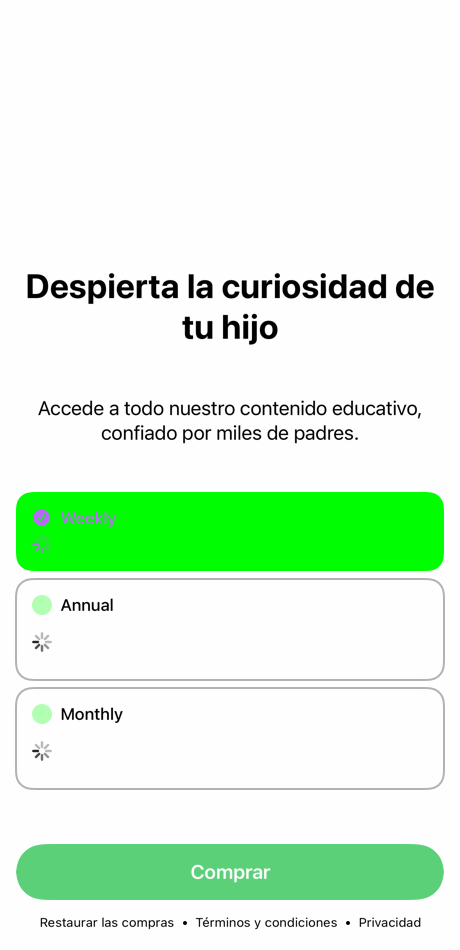 Despierta la curiosidad de
tu hijo
Accede a todo nuestro contenido educativo,
confiado por miles de padres.
Weekly
Annual
Monthly
Comprar
Restaurar las compras • Términos y condiciones • Privacidad